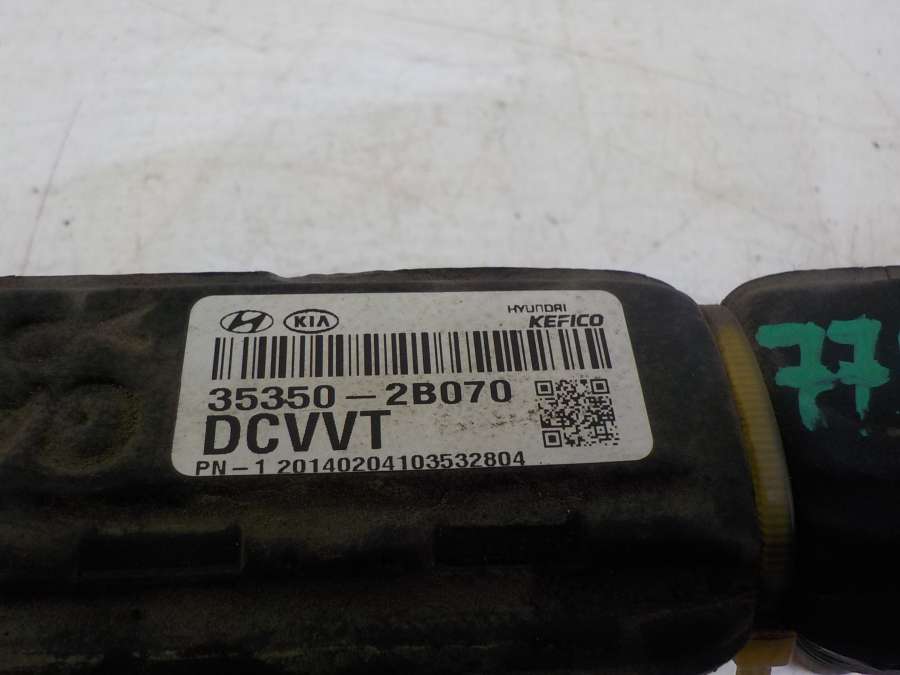 KIA
HYUNDAI
KEFICO
35350-2B070
DCVVT
PN-1 20140204103532804
77